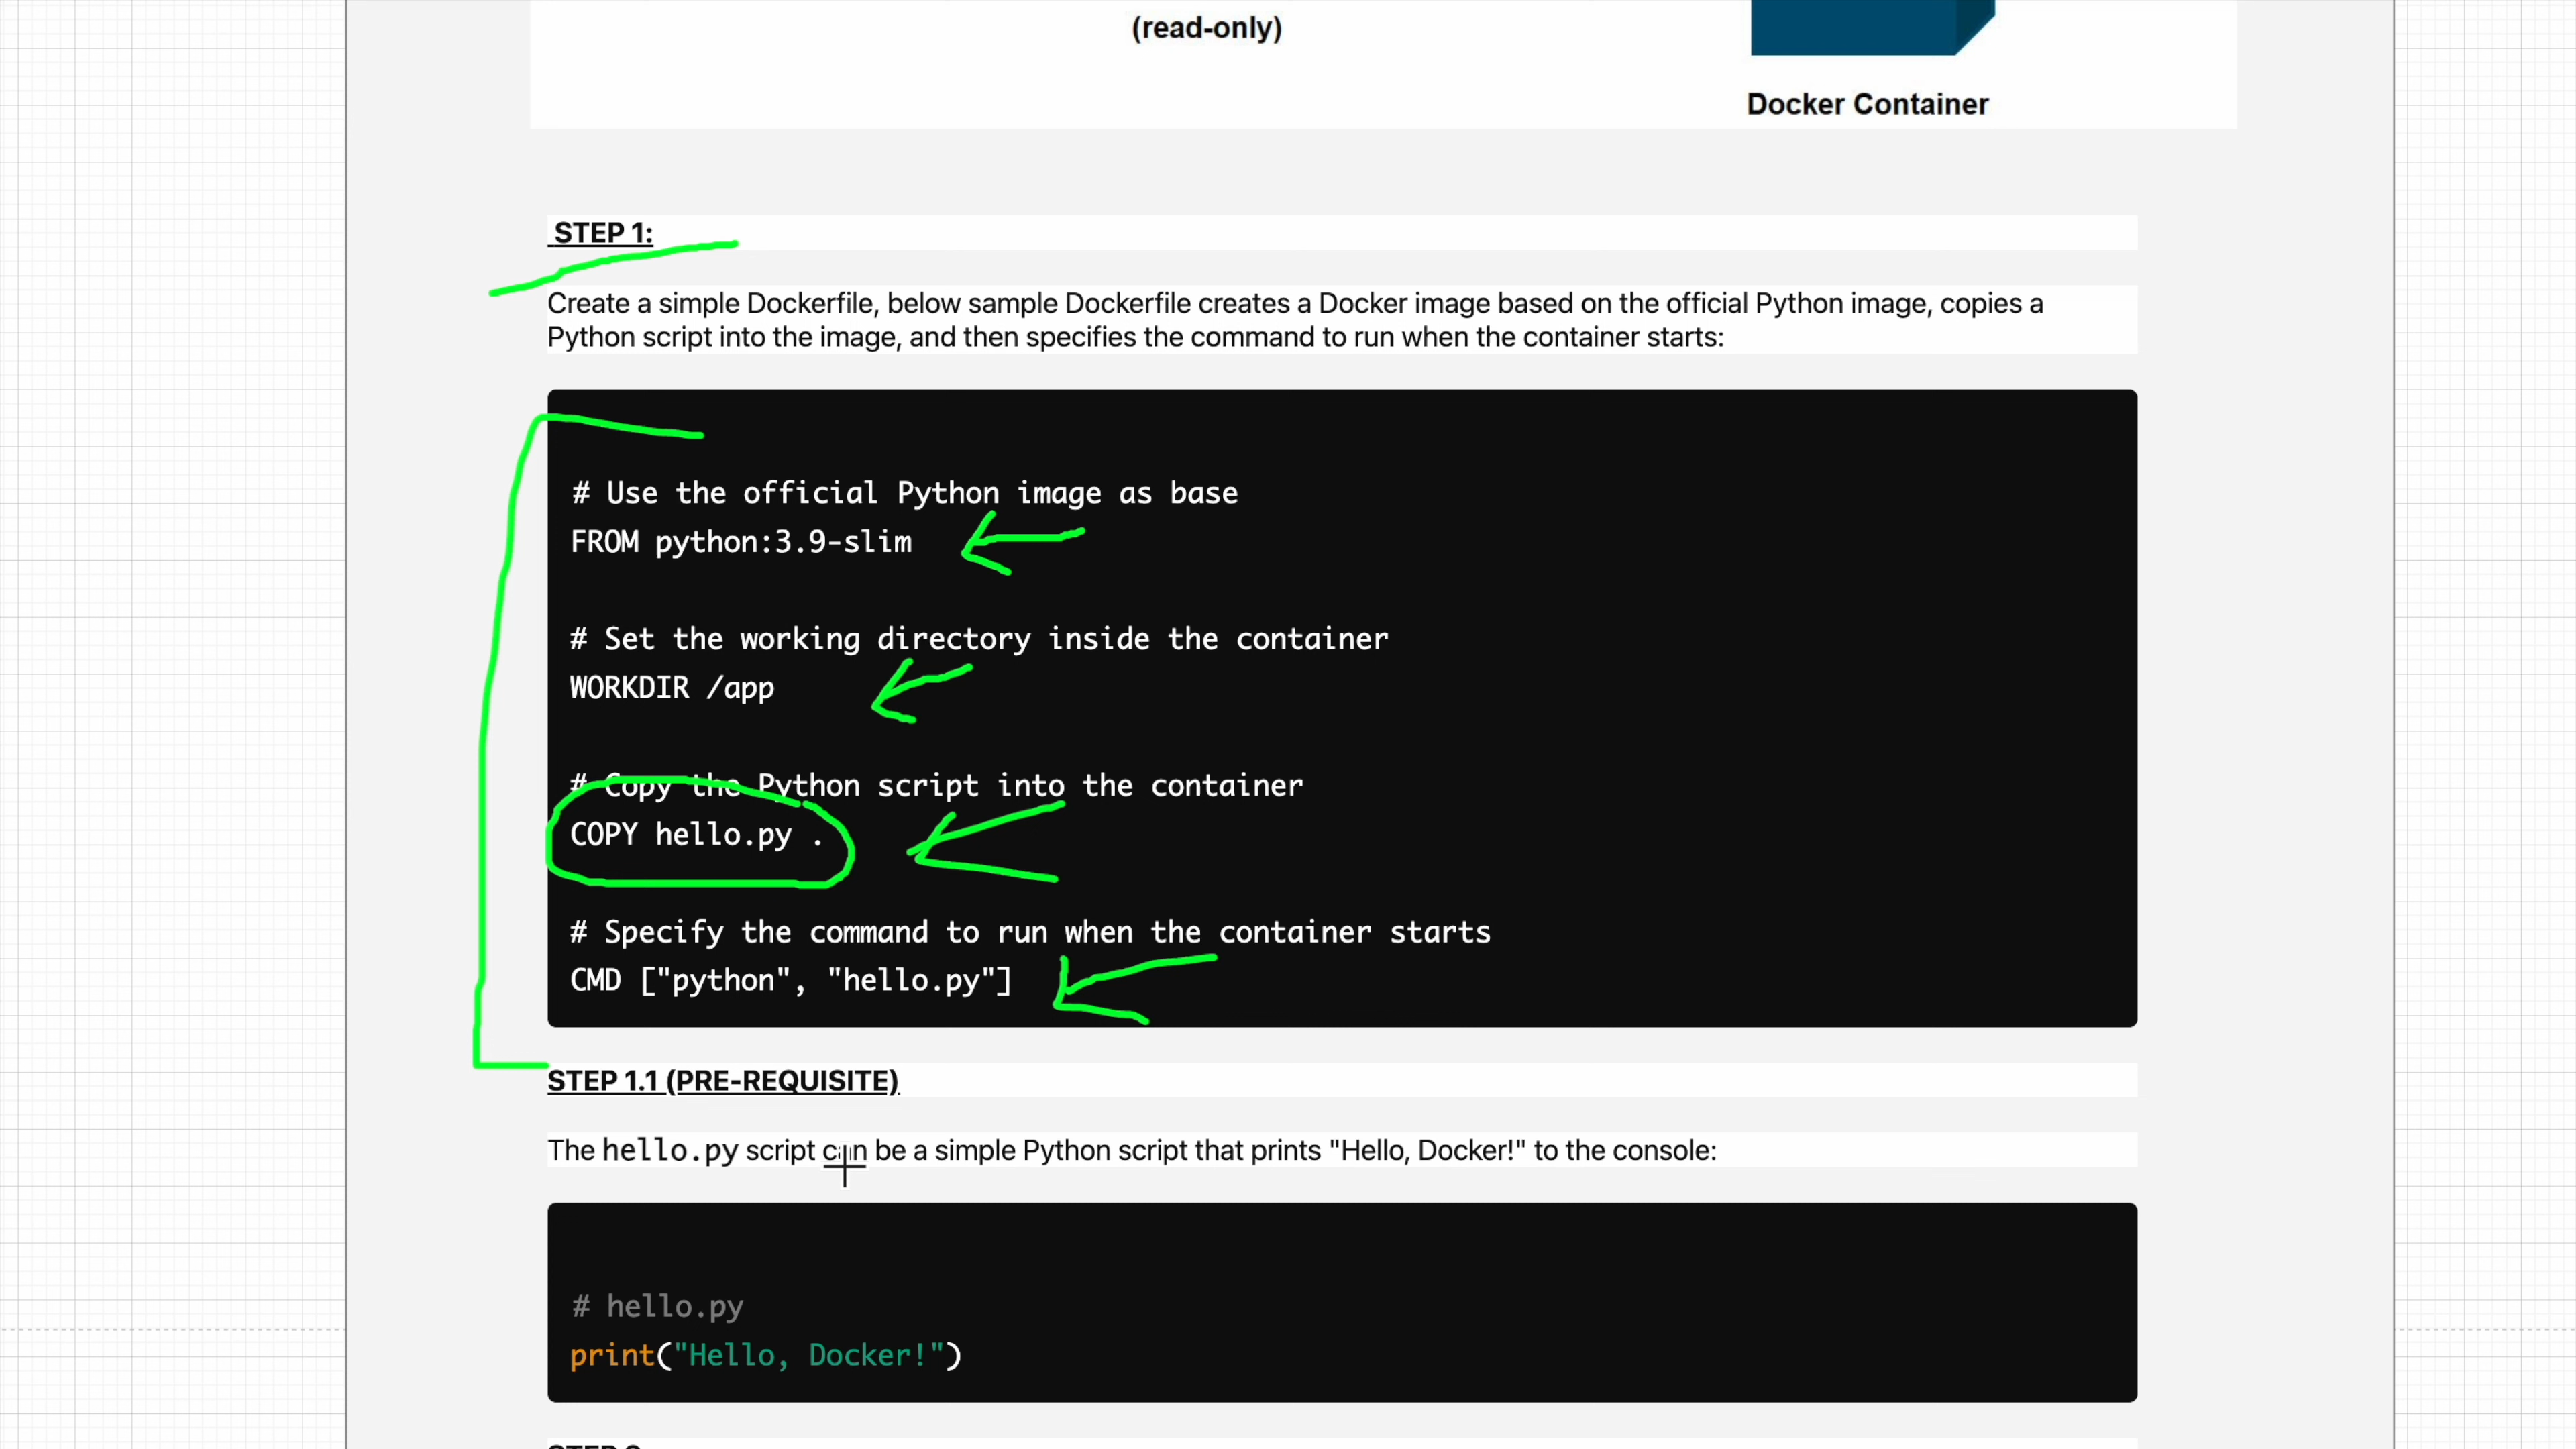 (read-only)
Docker Container
STEP 1:
Create a simple Dockerfile, below sample Dockerfile creates a Docker image based on the official Python image, copies a
Python script into the image, and then specifies the command to run when the container starts:
# Use the official Python image as base
FROM python:3.9-slim
# Set the working directory inside the container
WORKDIR /app
# Copy the Python script into the container
COPY hello.py .
# Specify the command to run when the container starts
CMD ["python", "hello.py"]
STEP 1.1 (PRE-REQUISITE)
The hello.py script can be a simple Python script that prints "Hello, Docker!" to the console:
# hello.py
print("Hello, Docker!")